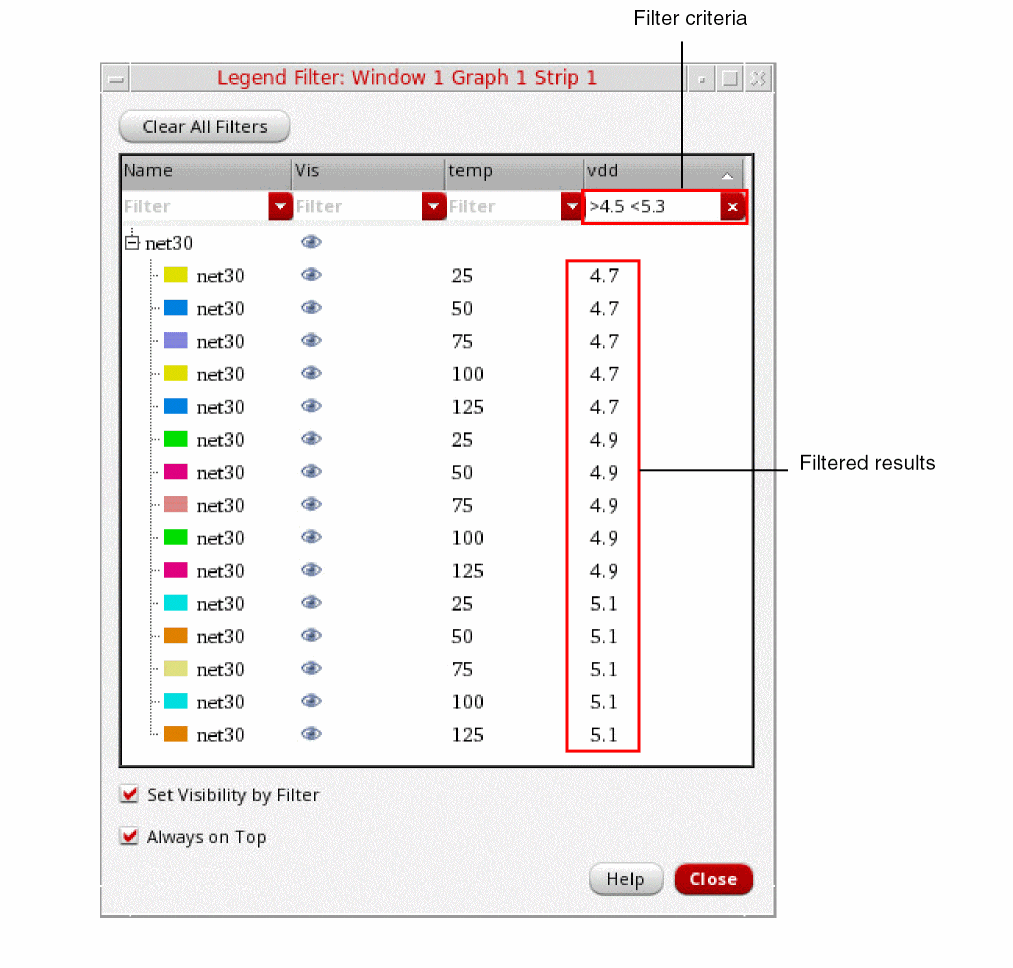 Filter criteria
Legend Filter: Window 1 Graph 1 Strip 1
Clear All Filters
Name Vis temp vdd
Filter Filter Filter >4.5 <5.3
net30
net30 25 4.7
net30 50 4.7
net30 75 4.7
net30 100 4.7
net30 125 4.7
net30 25 4.9
net30 50 4.9
net30 75 4.9
net30 100 4.9
net30 125 4.9
net30 25 5.1
net30 50 5.1
net30 75 5.1
net30 100 5.1
net30 125 5.1
Filtered results
Set Visibility by Filter
Always on Top
Help Close